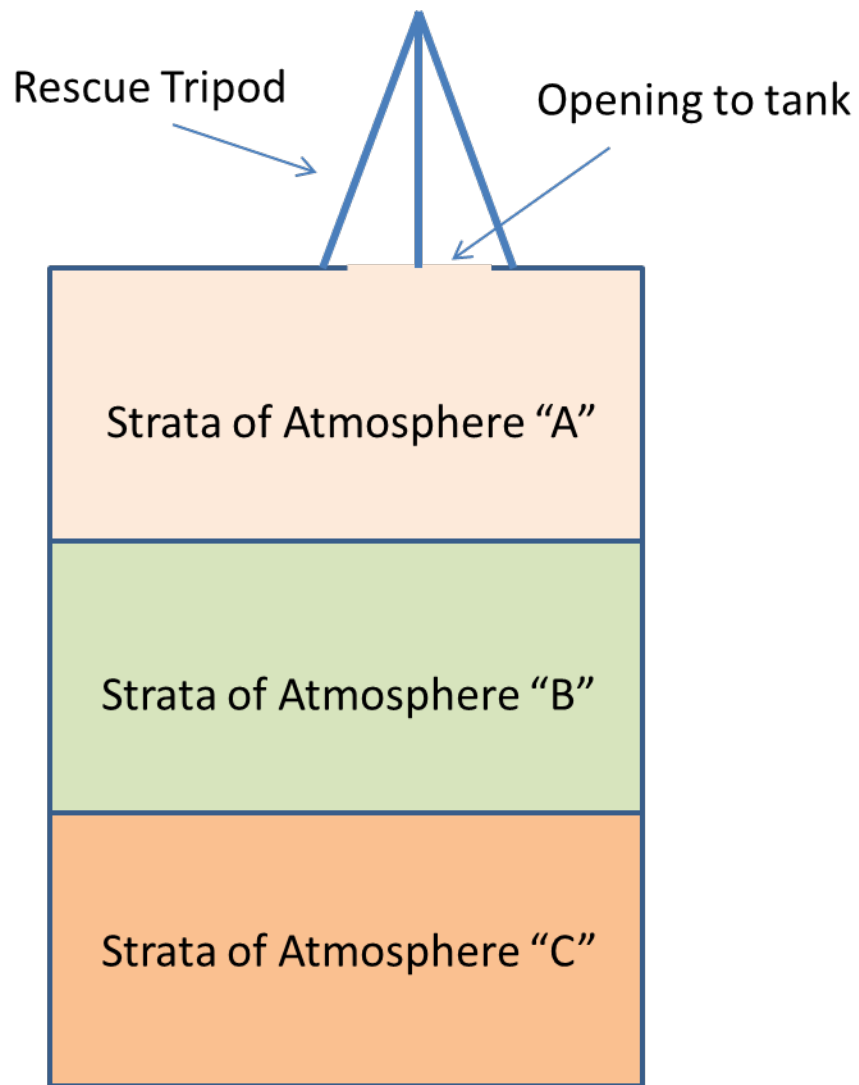 Rescue Tripod
Opening to tank
Strata of Atmosphere “A”
Strata of Atmosphere “B”
Strata of Atmosphere “C”